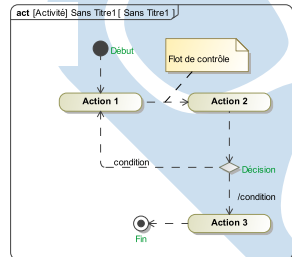 act [Activité] Sans Titre1 [ Sans Titre1 ]
Début
Flot de contrôle
Action 1
Action 2
condition
Décision
/condition
Action 3
Fin